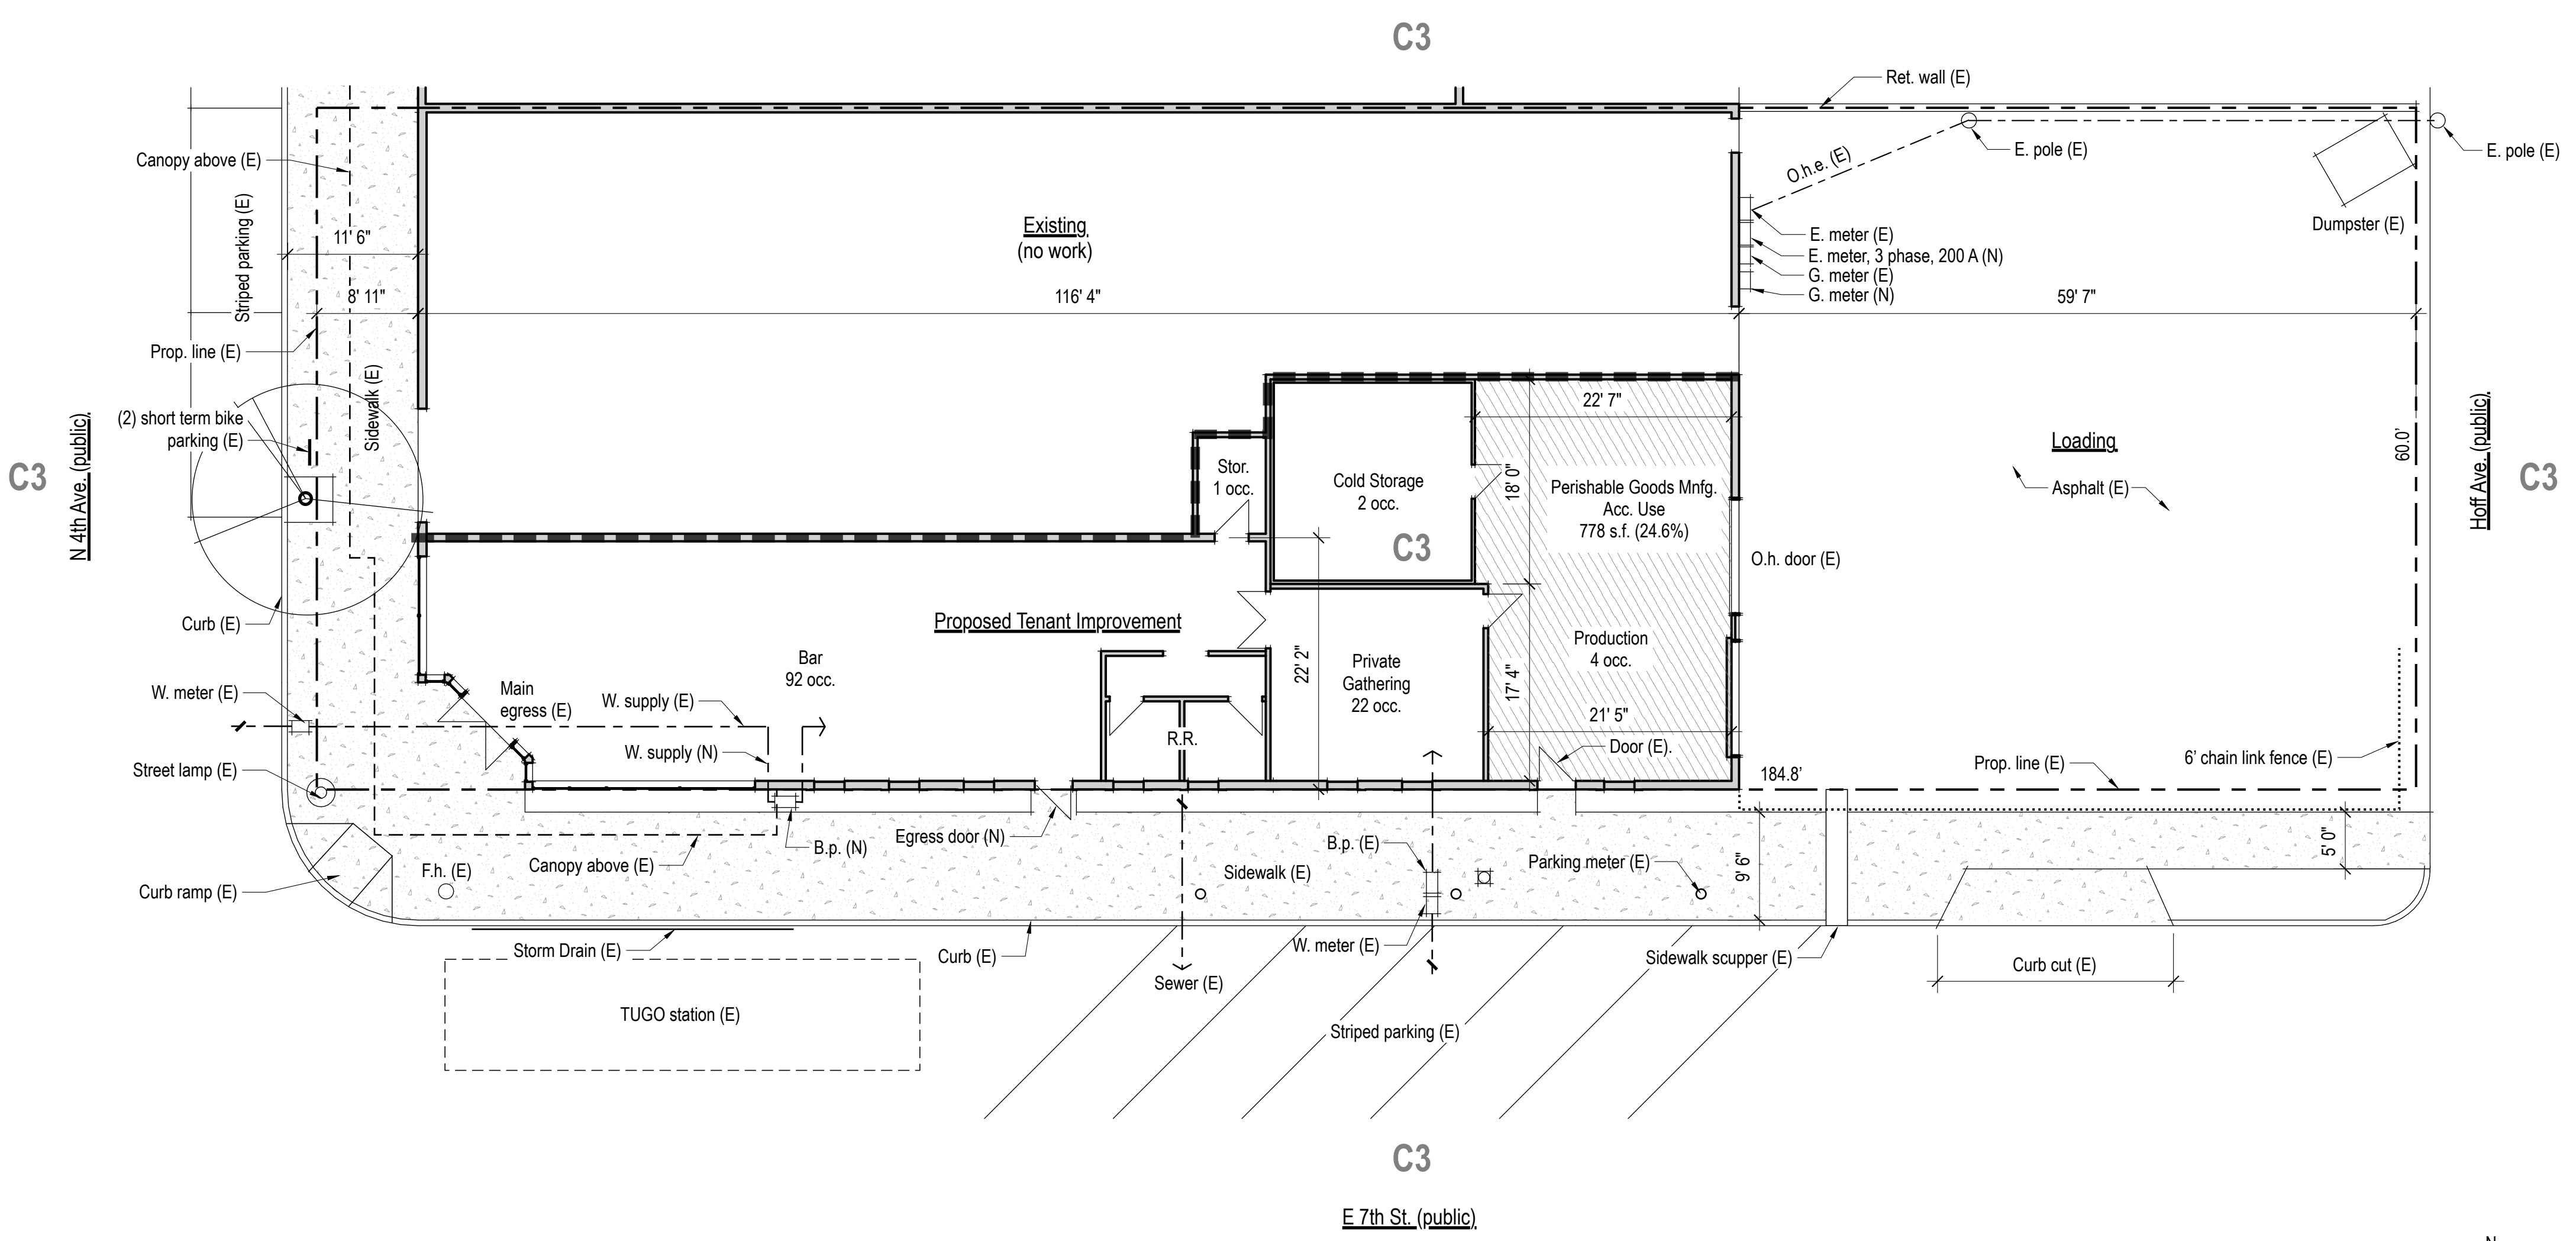 C3
Ret. wall (E)
Canopy above (E)
E. pole (E)
E. pole (E)
O.h.e. (E)
Striped parking (E)
11' 6"
Existing
(no work)
Dumpster (E)
E. meter (E)
E. meter, 3 phase, 200 A (N)
G. meter (E)
G. meter (N)
8' 11"
116' 4"
59' 7"
Prop. line (E)
Sidewalk (E)
(2) short term bike
parking (E)
22' 7"
C3
N 4th Ave. (public)
Stor.
1 occ.
Cold Storage
2 occ.
18' 0"
Perishable Goods Mnfg.
Acc. Use
778 s.f. (24.6%)
Loading
Asphalt (E)
60.0'
Hoff Ave. (public)
C3
C3
O.h. door (E)
Curb (E)
Proposed Tenant Improvement
Bar
92 occ.
22' 2"
Private
Gathering
22 occ.
17' 4"
Production
4 occ.
W. meter (E)
Main
egress (E)
W. supply (E)
21' 5"
R.R.
W. supply (N)
Door (E).
Street lamp (E)
184.8'
Prop. line (E)
6' chain link fence (E)
Egress door (N)
B.p. (N)
B.p. (E)
Canopy above (E)
F.h. (E)
Sidewalk (E)
Parking meter (E)
9' 6"
5' 0"
Curb ramp (E)
Storm Drain (E)
Curb (E)
W. meter (E)
Sidewalk scupper (E)
Curb cut (E)
Sewer (E)
TUGO station (E)
Striped parking (E)
C3
E 7th St. (public)
N